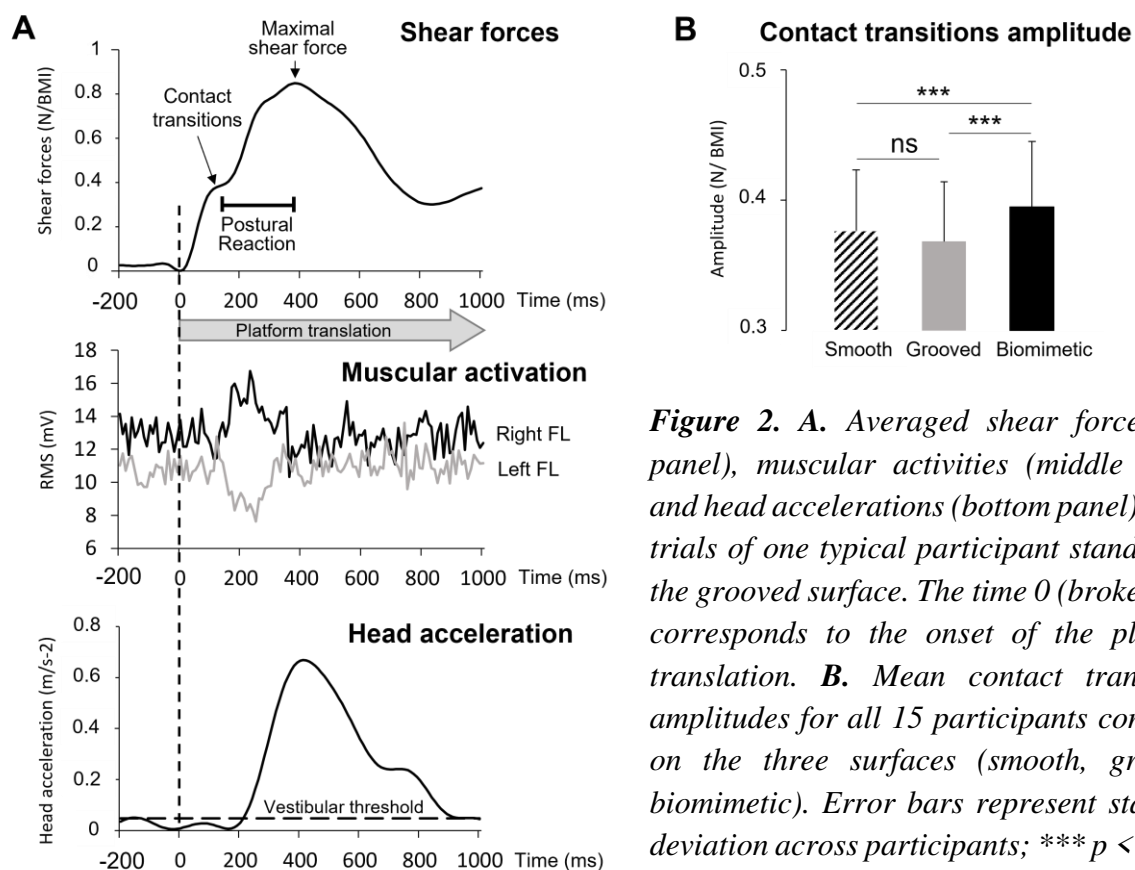 A
Shear forces
Maximal
shear force
Contact
transitions
Postural
Reaction
Shear forces (N/BMI)
1
0.8
0.6
0.4
0.2
0
-200 0 200 400 600 800 1000 Time (ms)
Platform translation
Muscular activation
RMS (mV)
18
16
14
12
10
8
6
Right FL
Left FL
-200 0 200 400 600 800 1000 Time (ms)
Head acceleration
Head acceleration (m/s-2)
0.8
0.6
0.4
0.2
0
Vestibular threshold
-200 0 200 400 600 800 1000 Time (ms)
B
Contact transitions amplitude
Amplitude (N/ BMI)
0.5
0.4
0.3
***
***
ns
Smooth Grooved Biomimetic
Figure 2. A. Averaged shear force
panel), muscular activities (middle
and head accelerations (bottom panel)
trials of one typical participant stand
the grooved surface. The time 0 (broke
corresponds to the onset of the pl
translation. B. Mean contact tran
amplitudes for all 15 participants con
on the three surfaces (smooth, gr
biomimetic). Error bars represent sta
deviation across participants; *** p <